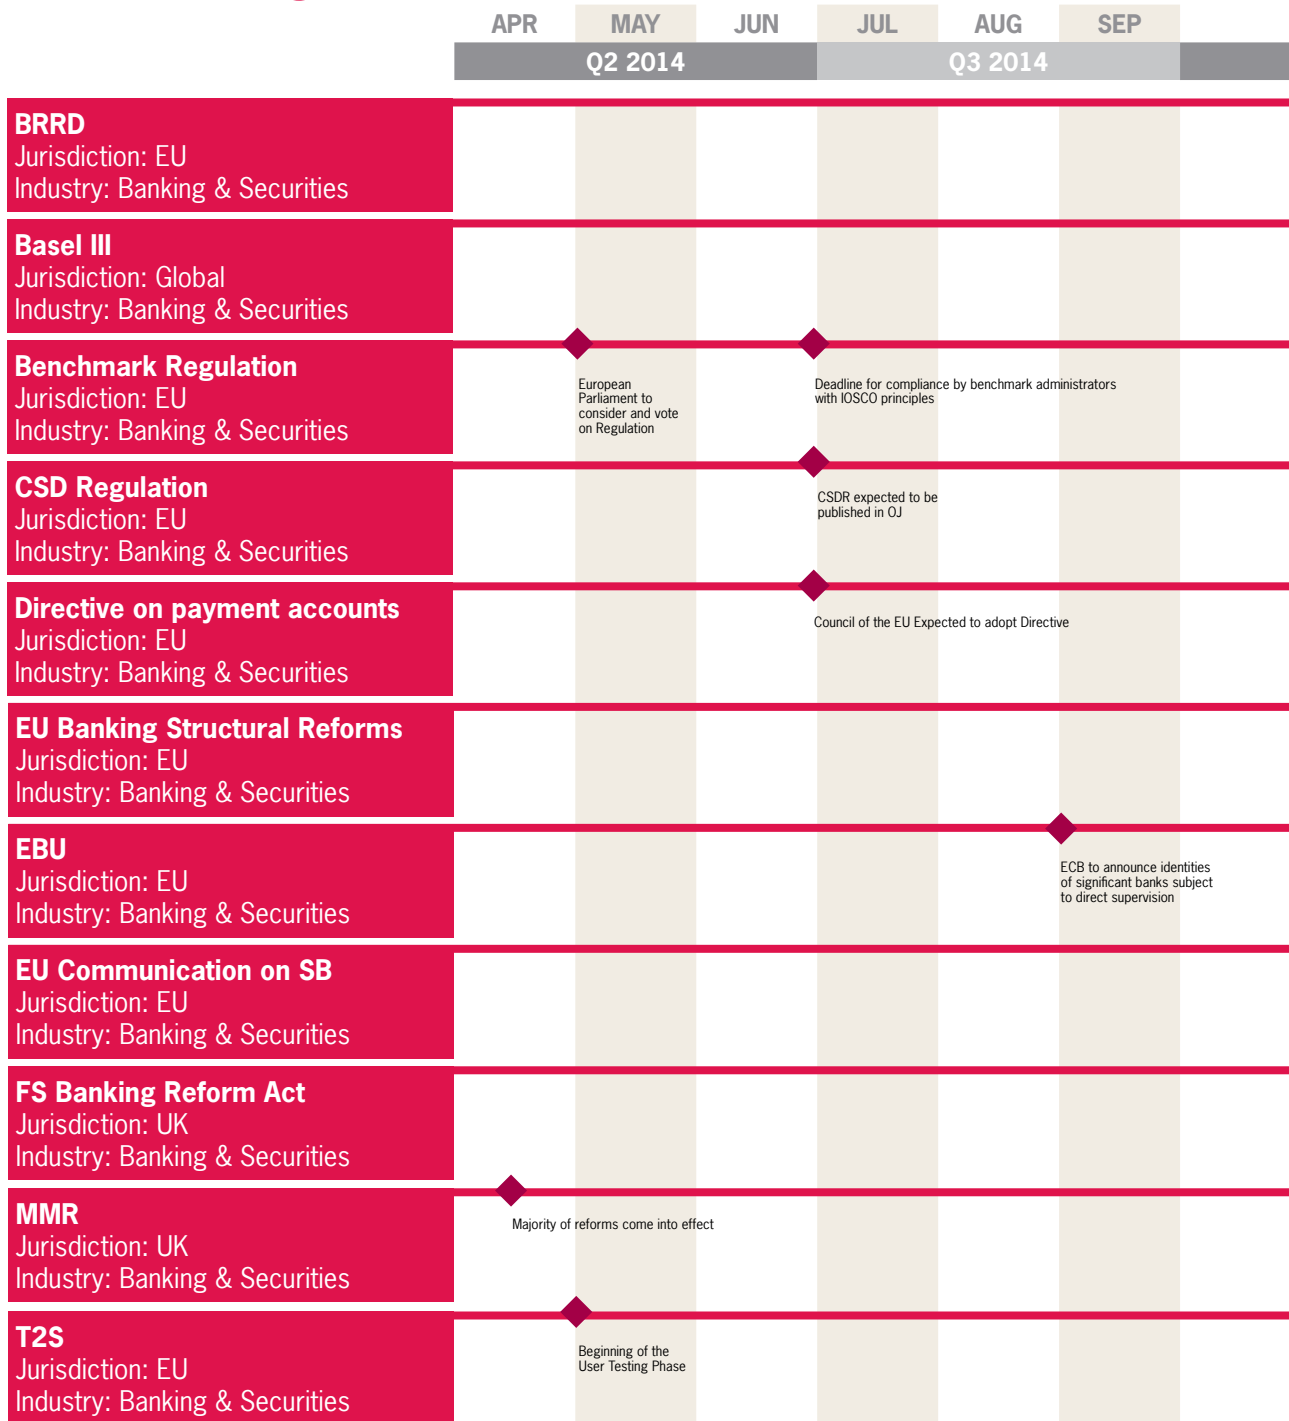 APR MAY JUN JUL AUG SEP
Q2 2014 Q3 2014
BRRD
Jurisdiction: EU
Industry: Banking & Securities
Basel III
Jurisdiction: Global
Industry: Banking & Securities
Benchmark Regulation
Jurisdiction: EU
Industry: Banking & Securities
European
Parliament to
consider and vote
on Regulation
Deadline for compliance by benchmark administrators
with IOSCO principles
CSD Regulation
Jurisdiction: EU
Industry: Banking & Securities
CSDR expected to be
published in OJ
Directive on payment accounts
Jurisdiction: EU
Industry: Banking & Securities
Council of the EU Expected to adopt Directive
EU Banking Structural Reforms
Jurisdiction: EU
Industry: Banking & Securities
EBU
Jurisdiction: EU
Industry: Banking & Securities
ECB to announce identities
of significant banks subject
to direct supervision
EU Communication on SB
Jurisdiction: EU
Industry: Banking & Securities
FS Banking Reform Act
Jurisdiction: UK
Industry: Banking & Securities
MMR
Jurisdiction: UK
Industry: Banking & Securities
Majority of reforms come into effect
T2S
Jurisdiction: EU
Industry: Banking & Securities
Beginning of the
User Testing Phase